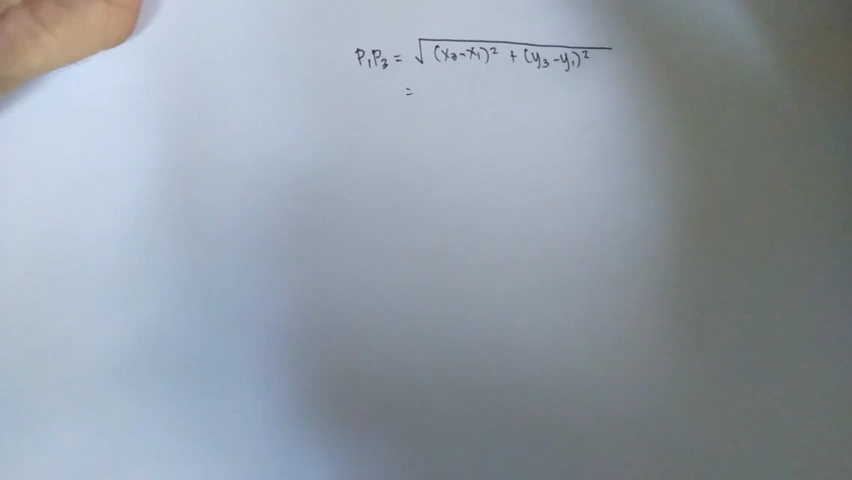 P₁P₃ = √(x₃-x₁)² + (y₃-y₁)²
=